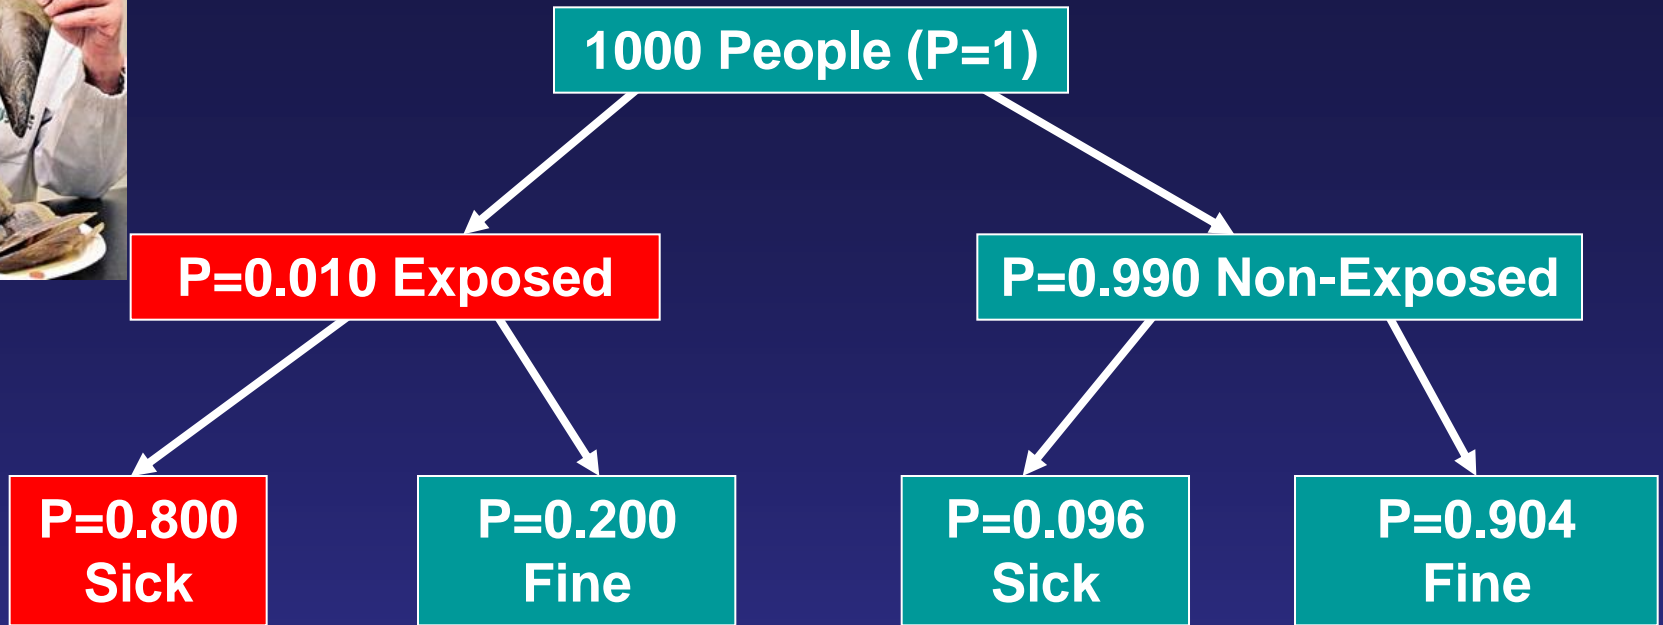 1000 People (P=1)
P=0.010 Exposed
P=0.990 Non-Exposed
P=0.800
Sick
P=0.200
Fine
P=0.096
Sick
P=0.904
Fine